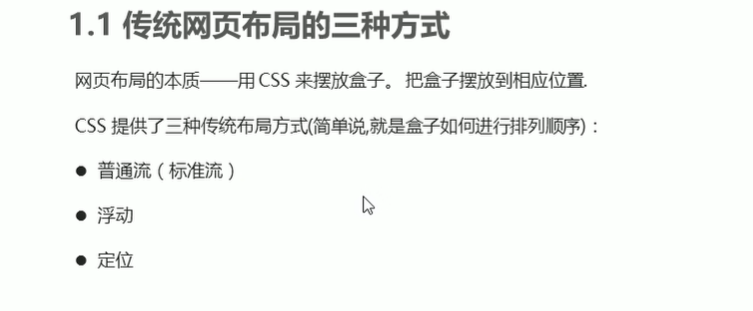 1.1 传统网页布局的三种方式
网页布局的本质——用 CSS 来摆放盒子。 把盒子摆放到相应位置.
CSS 提供了三种传统布局方式(简单说,就是盒子如何进行排列顺序)：
● 普通流（标准流）
● 浮动
● 定位